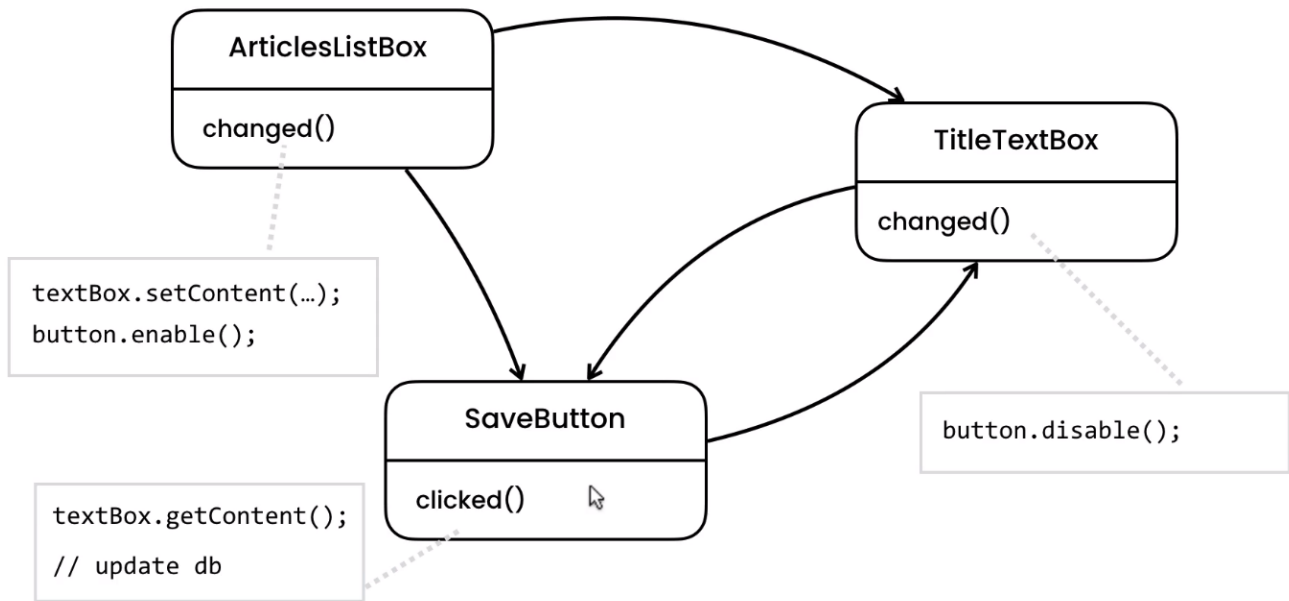 ArticlesListBox
changed()
TitleTextBox
changed()
textBox.setContent(…);
button.enable();
SaveButton
clicked()
button.disable();
textBox.getContent();
// update db